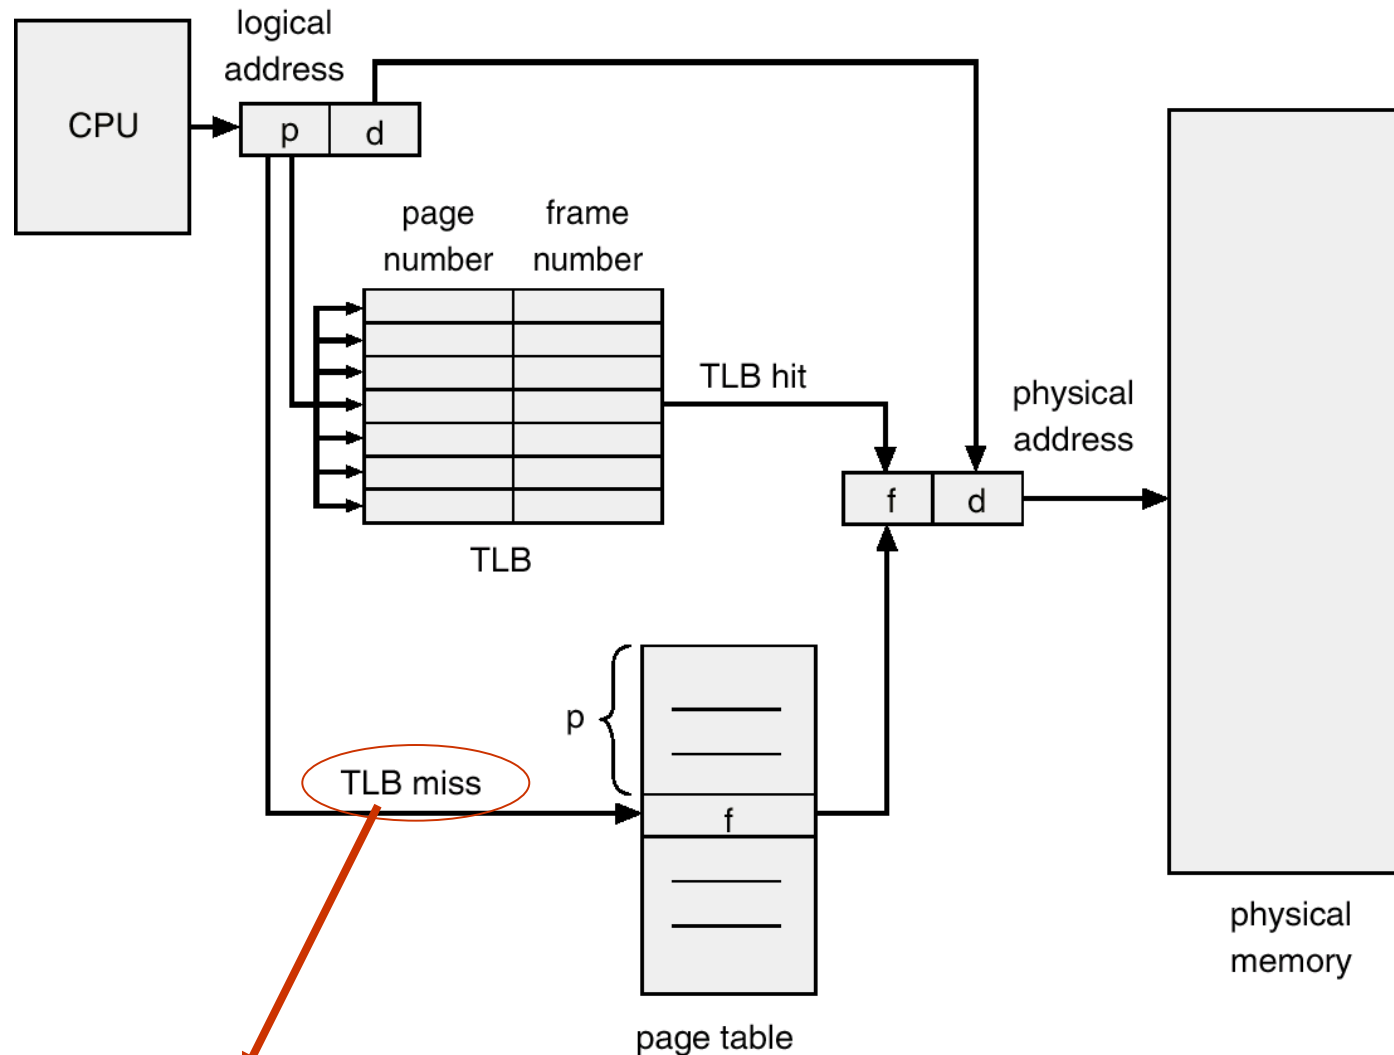 logical
address
CPU
p
d
page
number
frame
number
TLB hit
physical
address
f
d
TLB
p
TLB miss
f
physical
memory
page table